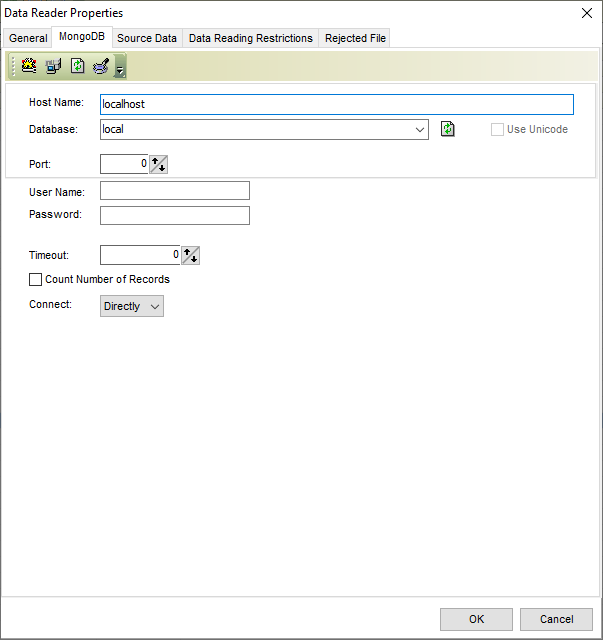 Data Reader Properties
General MongoDB Source Data Data Reading Restrictions Rejected File
Host Name: localhost
Database: local Use Unicode
Port: 0
User Name:
Password:
Timeout: 0
Count Number of Records
Connect: Directly
OK Cancel